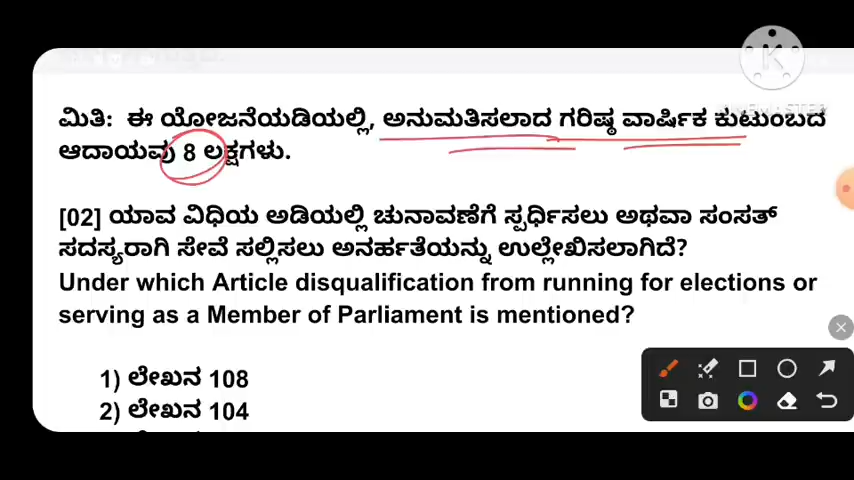 ಮಿತಿ: ಈ ಯೋಜನೆಯಡಿಯಲ್ಲಿ, ಅನುಮತಿಸಲಾದ ಗರಿಷ್ಠ ವಾರ್ಷಿಕ ಕುಟುಂಬದ
ಆದಾಯವು 8 ಲಕ್ಷಗಳು.
[02] ಯಾವ ವಿಧಿಯ ಅಡಿಯಲ್ಲಿ ಚುನಾವಣೆಗೆ ಸ್ಪರ್ಧಿಸಲು ಅಥವಾ ಸಂಸತ್
ಸದಸ್ಯರಾಗಿ ಸೇವೆ ಸಲ್ಲಿಸಲು ಅನರ್ಹತೆಯನ್ನು ಉಲ್ಲೇಖಿಸಲಾಗಿದೆ?
Under which Article disqualification from running for elections or
serving as a Member of Parliament is mentioned?
1) ಲೇಖನ 108
2) ಲೇಖನ 104